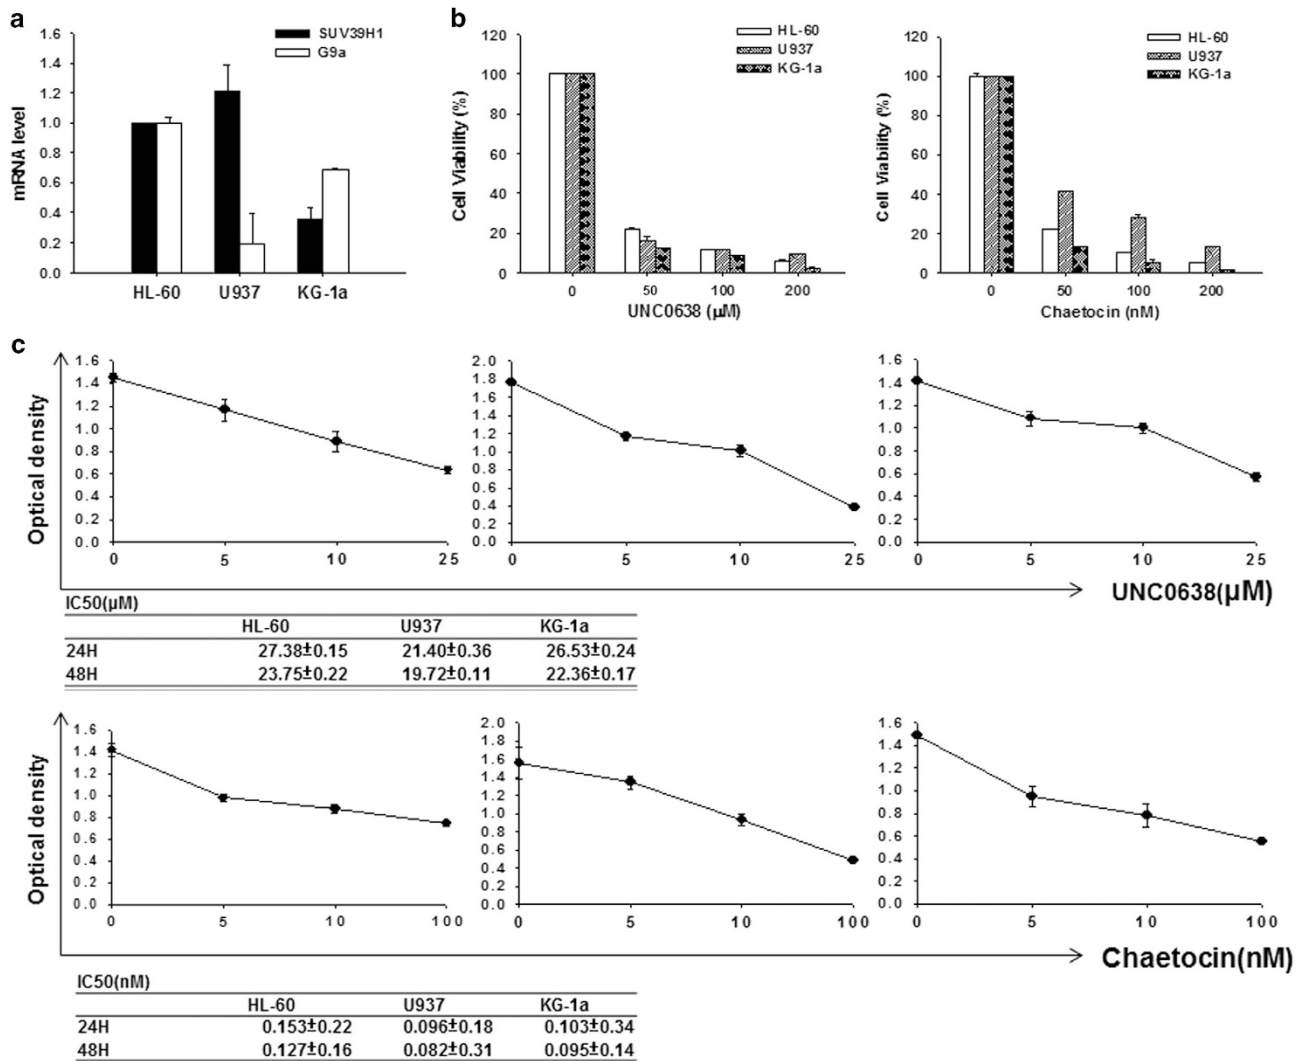 a
SUV39H1
G9a
mRNA level
1.6
1.4
1.2
1.0
0.8
0.6
0.4
0.2
0.0
HL-60 U937 KG-1a
b
HL-60
U937
KG-1a
Cell Viability (%)
120
100
80
60
40
20
0
0 50 100 200
UNC0638 (µM)
HL-60
U937
KG-1a
Cell Viability (%)
120
100
80
60
40
20
0
0 50 100 200
Chaetocin (nM)
c
Optical density
1.6
1.4
1.2
1.0
0.8
0.6
0.4
0.2
0.0
0 5 10 25
2.0
1.8
1.6
1.4
1.2
1.0
0.8
0.6
0.4
0.2
0.0
0 5 10 25
1.6
1.4
1.2
1.0
0.8
0.6
0.4
0.2
0.0
0 5 10 25
UNC0638(µM)
IC50(µM)
HL-60 U937 KG-1a
24H 27.38±0.15 21.40±0.36 26.53±0.24
48H 23.75±0.22 19.72±0.11 22.36±0.17
Optical density
1.6
1.4
1.2
1.0
0.8
0.6
0.4
0.2
0.0
0 5 10 100
2.0
1.8
1.6
1.4
1.2
1.0
0.8
0.6
0.4
0.2
0.0
0 5 10 100
1.6
1.4
1.2
1.0
0.8
0.6
0.4
0.2
0.0
0 5 10 100
Chaetocin(nM)
IC50(nM)
HL-60 U937 KG-1a
24H 0.153±0.22 0.096±0.18 0.103±0.34
48H 0.127±0.16 0.082±0.31 0.095±0.14